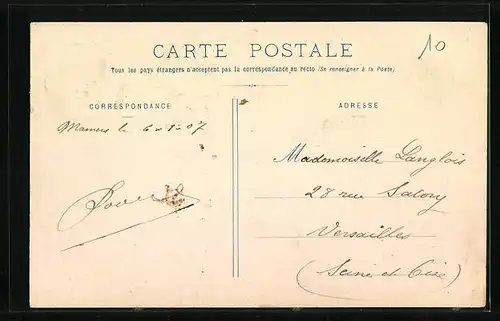 10
CARTE POSTALE
Tous les pays étrangers n'acceptent pas la correspondance au recto (Se renseigner à la Poste)
CORRESPONDANCE
ADRESSE
Mamers le 6-1-07
Mademoiselle Langlois
28 rue Satory
Versailles
(Seine et Oise)